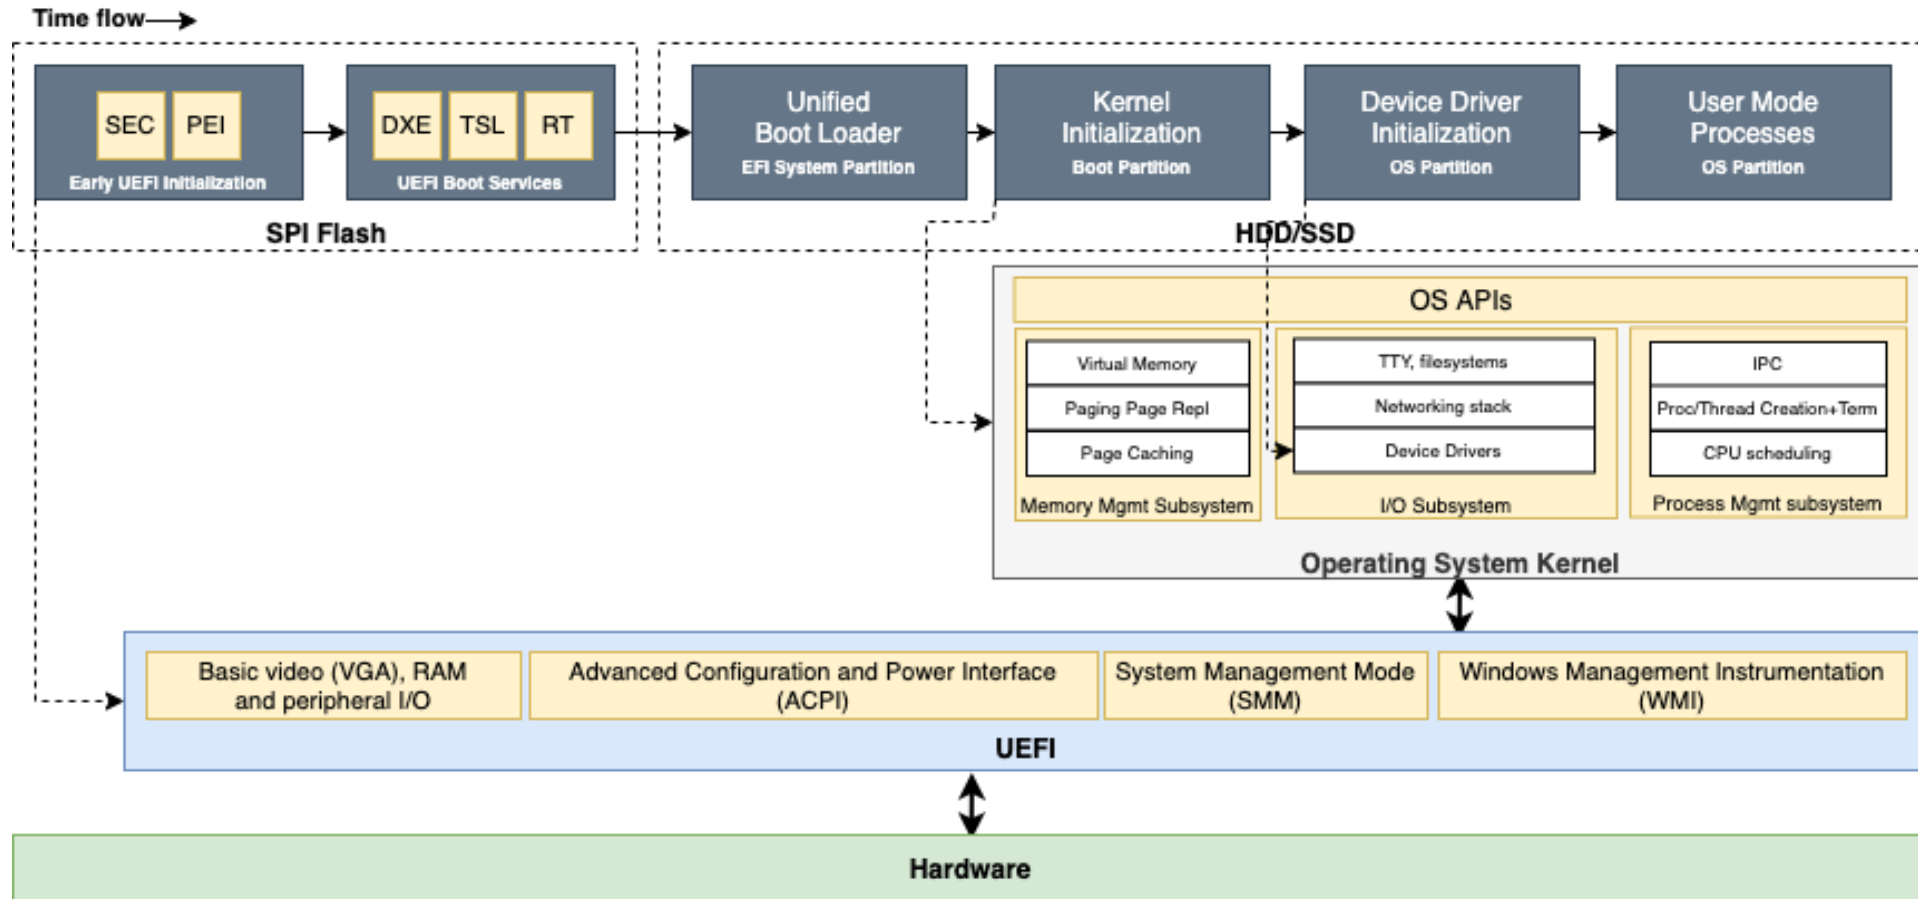 Time flow
SEC
PEI
Early UEFI Initialization
DXE
TSL
RT
UEFI Boot Services
SPI Flash
Unified
Boot Loader
EFI System Partition
Kernel
Initialization
Boot Partition
Device Driver
Initialization
OS Partition
User Mode
Processes
OS Partition
HDD/SSD
OS APIs
Virtual Memory
Paging Page Repl
Page Caching
Memory Mgmt Subsystem
TTY, filesystems
Networking stack
Device Drivers
I/O Subsystem
IPC
Proc/Thread Creation+Term
CPU scheduling
Process Mgmt subsystem
Operating System Kernel
Basic video (VGA), RAM
and peripheral I/O
Advanced Configuration and Power Interface
(ACPI)
System Management Mode
(SMM)
Windows Management Instrumentation
(WMI)
UEFI
Hardware